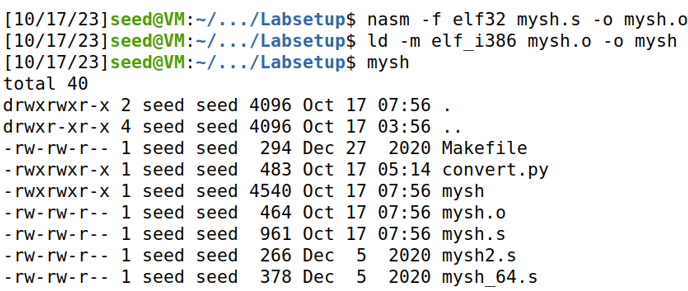 [10/17/23]seed@VM:~/.../Labsetup$ nasm -f elf32 mysh.s -o mysh.o
[10/17/23]seed@VM:~/.../Labsetup$ ld -m elf_i386 mysh.o -o mysh
[10/17/23]seed@VM:~/.../Labsetup$ mysh
total 40
drwxrwxr-x 2 seed seed 4096 Oct 17 07:56 .
drwxr-xr-x 4 seed seed 4096 Oct 17 03:56 ..
-rw-rw-r-- 1 seed seed  294 Dec 27  2020 Makefile
-rwxrwxr-x 1 seed seed  483 Oct 17 05:14 convert.py
-rwxrwxr-x 1 seed seed 4540 Oct 17 07:56 mysh
-rw-rw-r-- 1 seed seed  464 Oct 17 07:56 mysh.o
-rw-rw-r-- 1 seed seed  961 Oct 17 07:56 mysh.s
-rw-rw-r-- 1 seed seed  266 Dec  5  2020 mysh2.s
-rw-rw-r-- 1 seed seed  378 Dec  5  2020 mysh_64.s